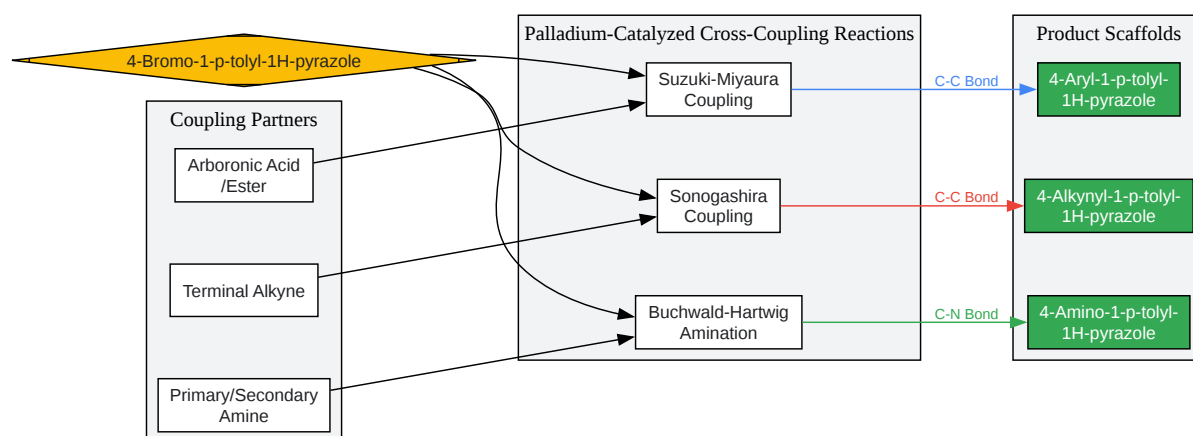 4-Bromo-1-p-tolyl-1H-pyrazole
Coupling Partners
Arboronic Acid
/Ester
Terminal Alkyne
Primary/Secondary
Amine
Palladium-Catalyzed Cross-Coupling Reactions
Suzuki-Miyaura
Coupling
Sonogashira
Coupling
Buchwald-Hartwig
Amination
C-C Bond
C-C Bond
C-N Bond
Product Scaffolds
4-Aryl-1-p-tolyl-
1H-pyrazole
4-Alkynyl-1-p-tolyl-
1H-pyrazole
4-Amino-1-p-tolyl-
1H-pyrazole